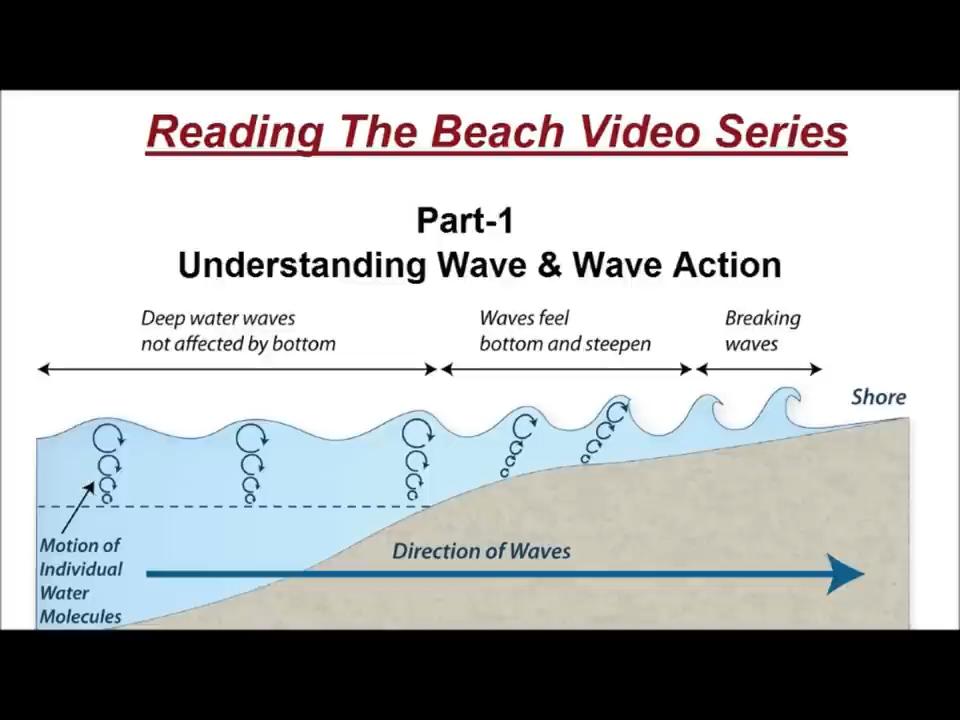 Reading The Beach Video Series
Part-1
Understanding Wave & Wave Action
Deep water waves
not affected by bottom
Waves feel
bottom and steepen
Breaking
waves
Shore
Motion of
Individual
Water
Molecules
Direction of Waves